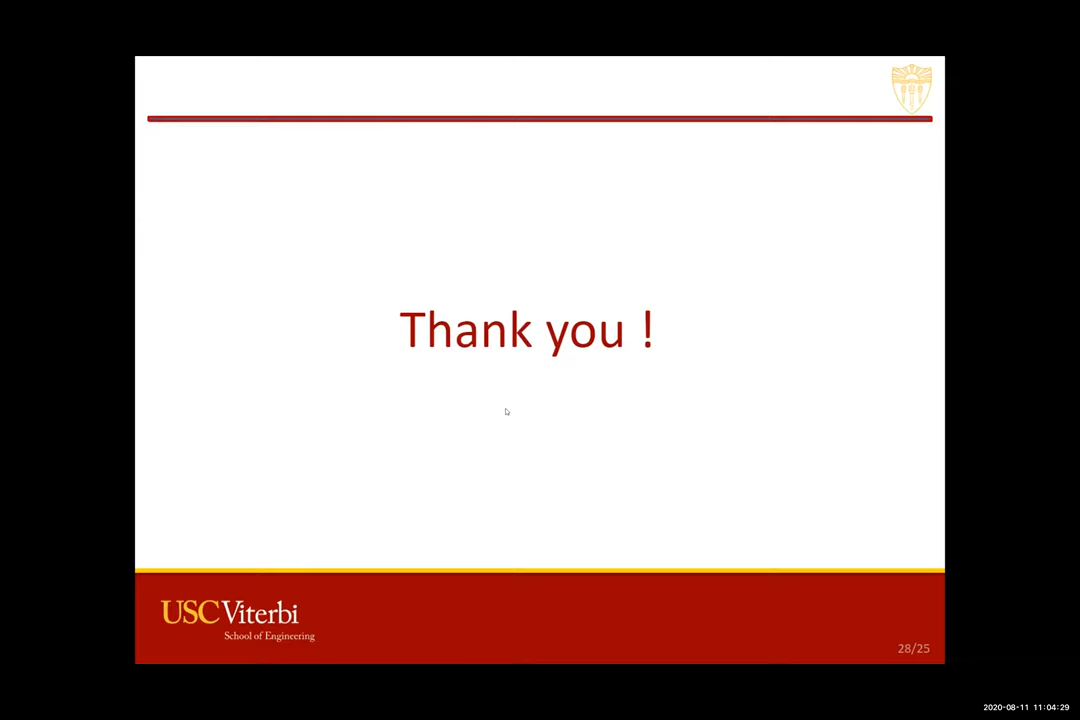 Thank you !
USC Viterbi
School of Engineering
28/25
2020-08-11 11:04:29